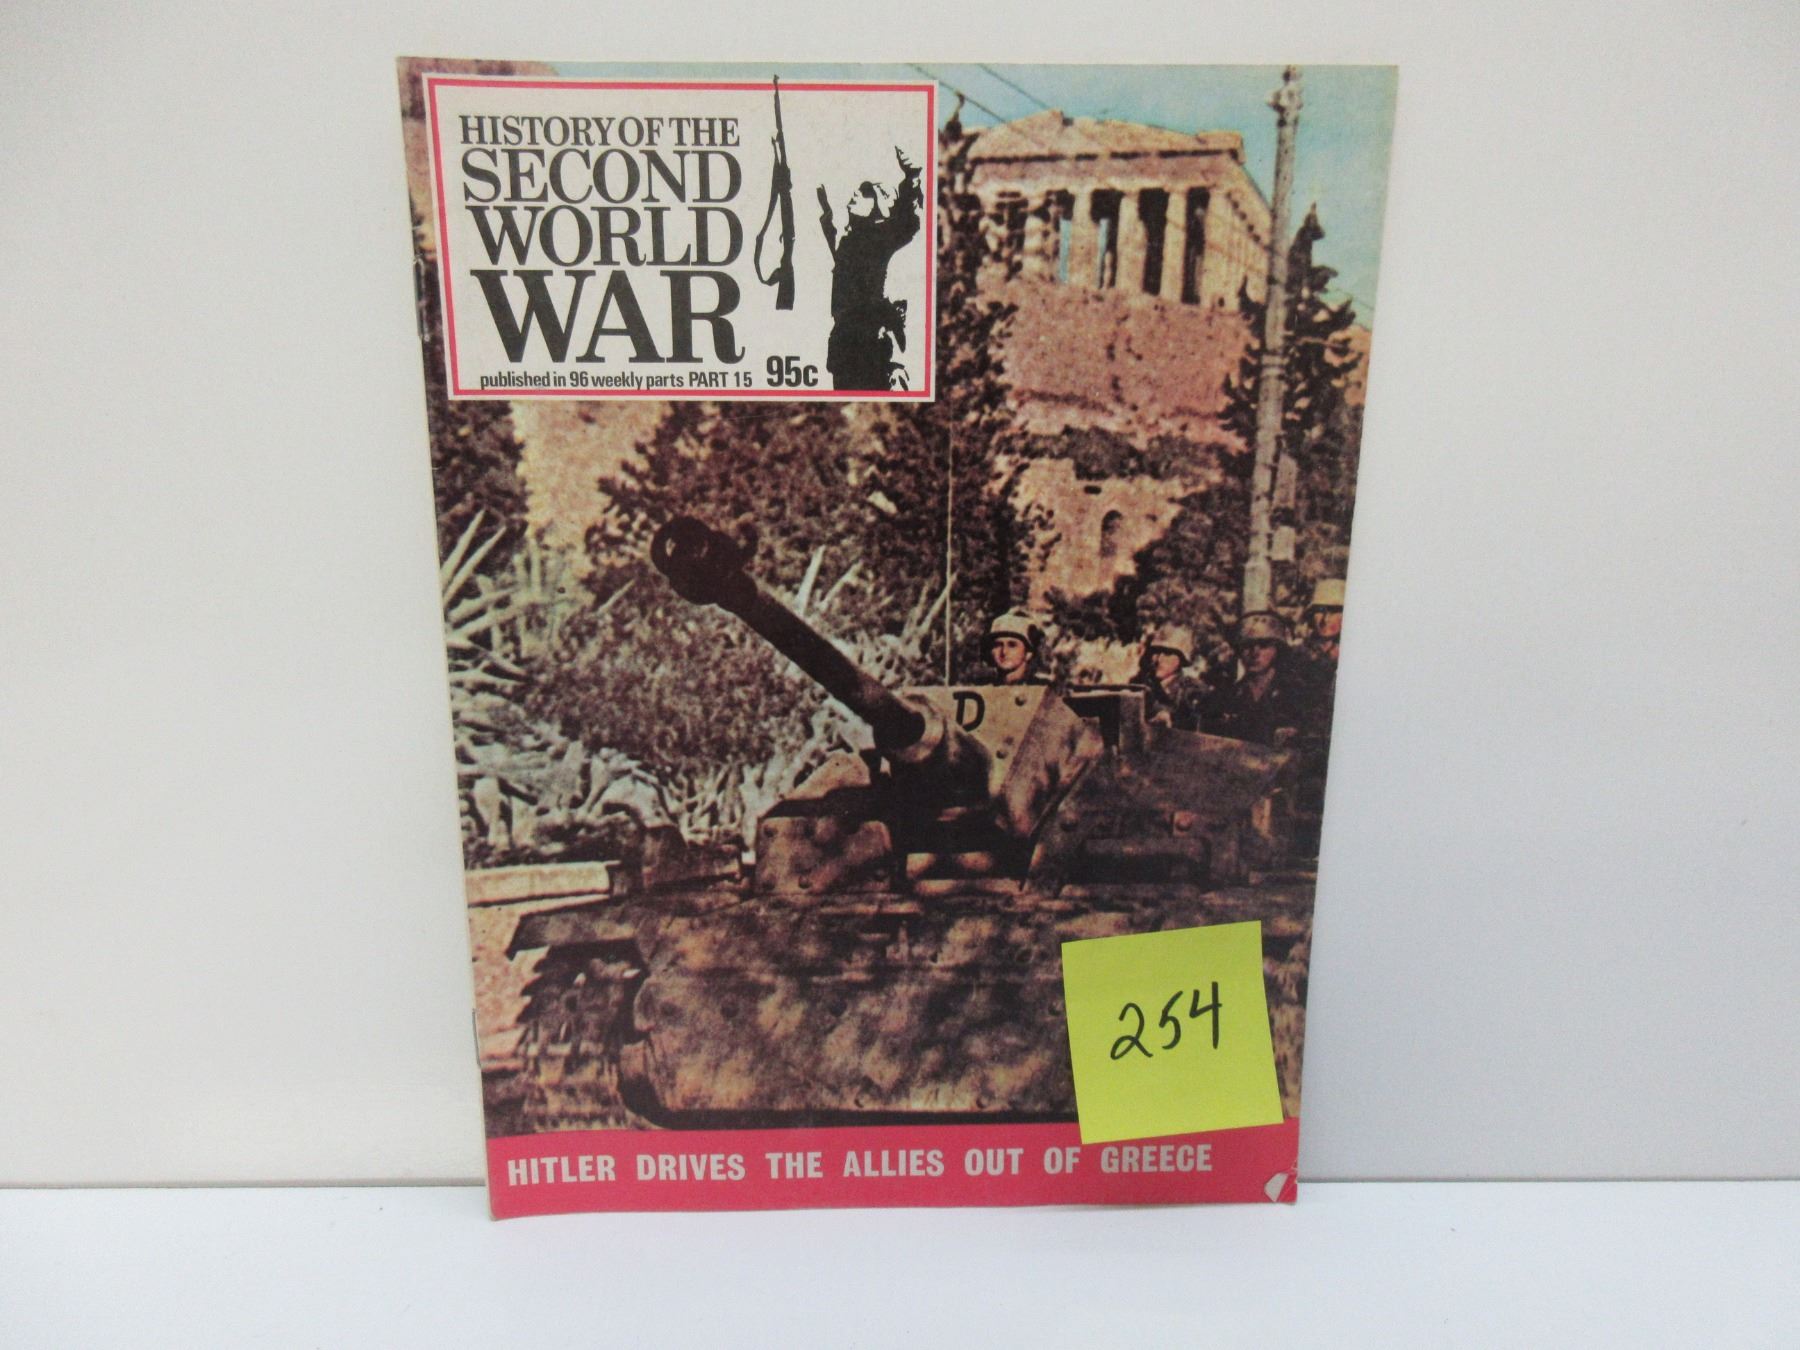 HISTORY OF THE
SECOND
WORLD
WAR
published in 96 weekly parts PART 15 95c
D
254
HITLER DRIVES THE ALLIES OUT OF GREECE